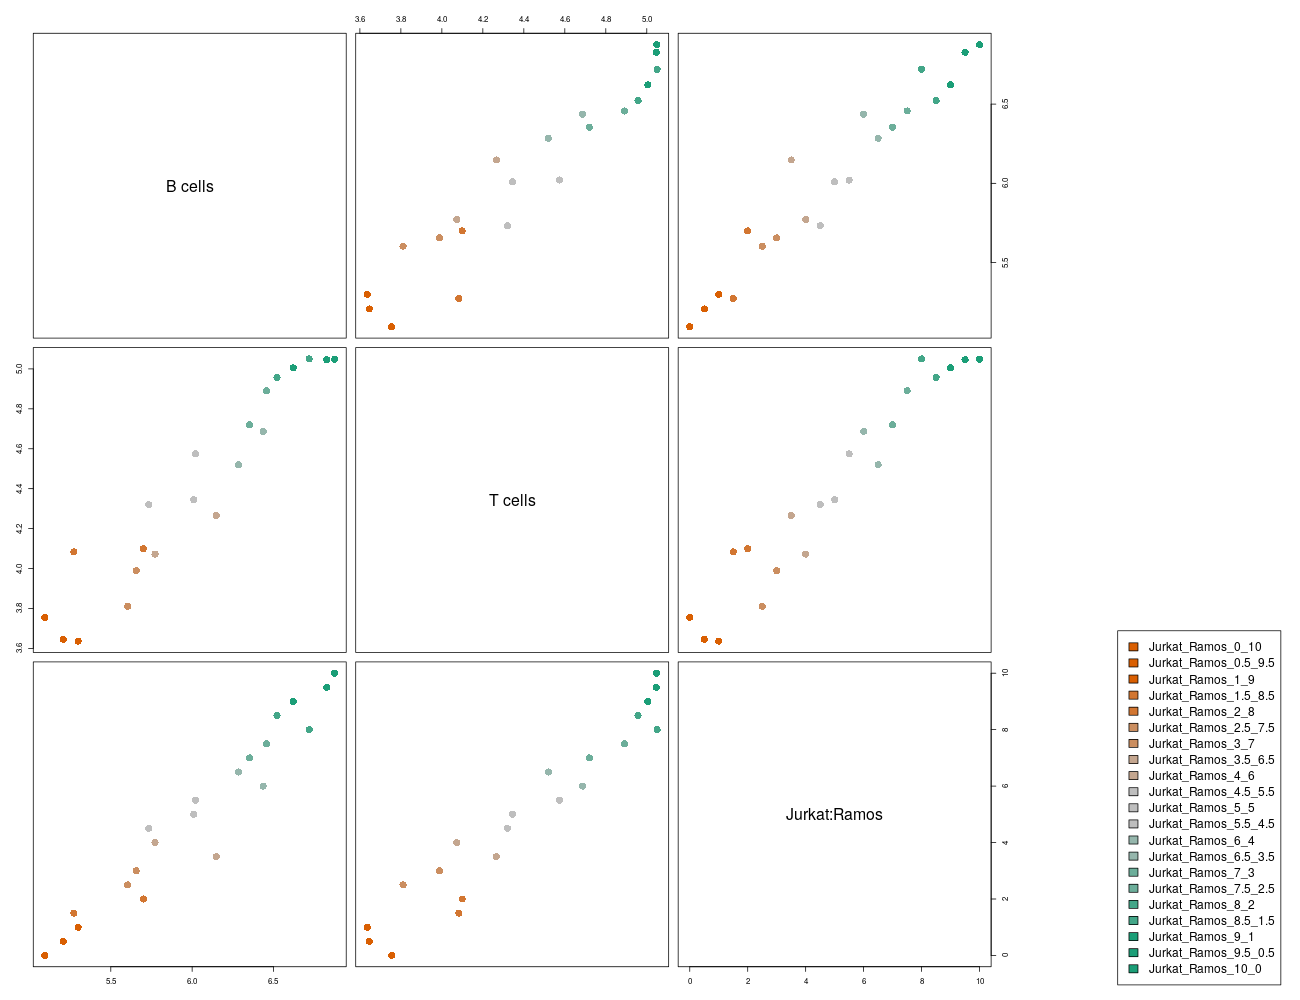 3.6 3.8 4.0 4.2 4.4 4.6 4.8 5.0
B cells
5.5 6.0 6.5
T cells
3.6 3.8 4.0 4.2 4.4 4.6 4.8 5.0
Jurkat:Ramos
0 2 4 6 8 10
5.5 6.0 6.5
0 2 4 6 8 10
Jurkat_Ramos_0_10
Jurkat_Ramos_0.5_9.5
Jurkat_Ramos_1_9
Jurkat_Ramos_1.5_8.5
Jurkat_Ramos_2_8
Jurkat_Ramos_2.5_7.5
Jurkat_Ramos_3_7
Jurkat_Ramos_3.5_6.5
Jurkat_Ramos_4_6
Jurkat_Ramos_4.5_5.5
Jurkat_Ramos_5_5
Jurkat_Ramos_5.5_4.5
Jurkat_Ramos_6_4
Jurkat_Ramos_6.5_3.5
Jurkat_Ramos_7_3
Jurkat_Ramos_7.5_2.5
Jurkat_Ramos_8_2
Jurkat_Ramos_8.5_1.5
Jurkat_Ramos_9_1
Jurkat_Ramos_9.5_0.5
Jurkat_Ramos_10_0